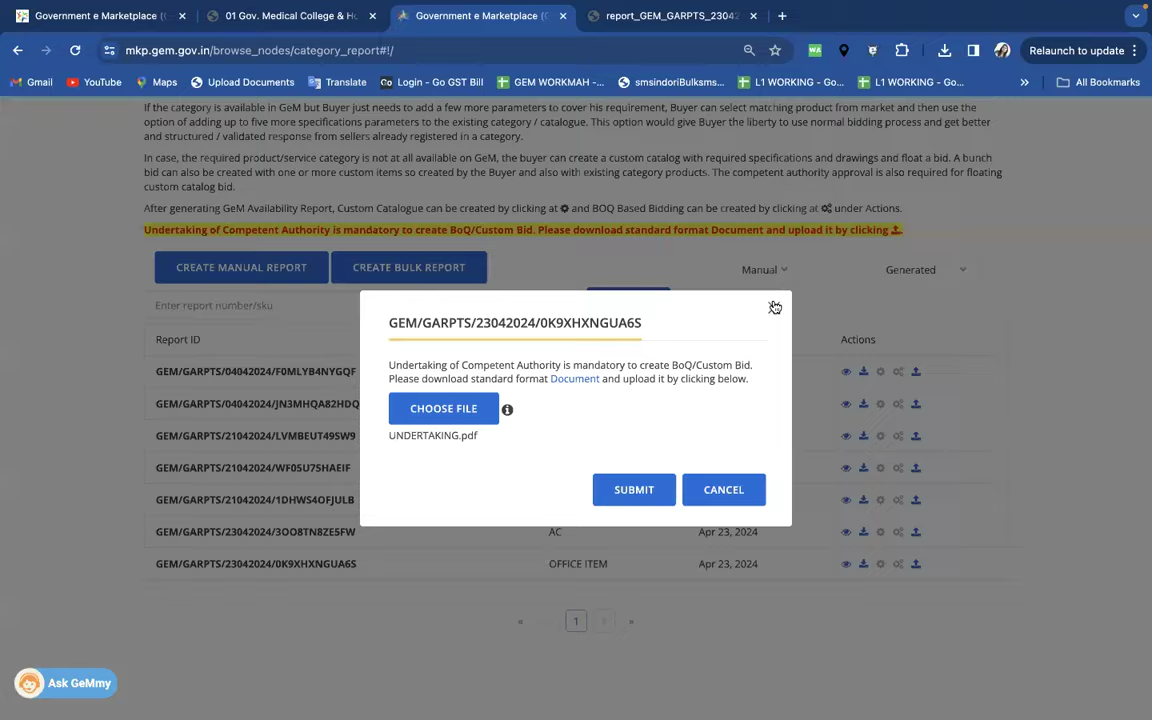 Government e Marketplace (
01 Gov. Medical College & H
Government e Marketplace (
report_GEM_GARPTS_2304
mkp.gem.gov.in/browse_nodes/category_report#!/
WA
Relaunch to update
Gmail
YouTube
Maps
Upload Documents
Translate
Co Login - Go GST Bill
GEM WORKMAH -...
smsindoriBulksms...
L1 WORKING - Go...
L1 WORKING - Go...
»
All Bookmarks
If the category is available in GeM but Buyer just needs to add a few more parameters to cover his requirement, Buyer can select matching product from market and then use the
option of adding up to five more specifications parameters to the existing category / catalogue. This option would give Buyer the liberty to use normal bidding process and get better
and structured / validated response from sellers already registered in a category.
In case, the required product/service category is not at all available on GeM, the buyer can create a custom catalog with required specifications and drawings and float a bid. A bunch
bid can also be created with one or more custom items so created by the Buyer and also with existing category products. The competent authority approval is also required for floating
custom catalog bid.
After generating GeM Availability Report, Custom Catalogue can be created by clicking at and BOQ Based Bidding can be created by clicking at under Actions.
Undertaking of Competent Authority is mandatory to create BoQ/Custom Bid. Please download standard format Document and upload it by clicking .
CREATE MANUAL REPORT
CREATE BULK REPORT
Manual
Generated
Enter report number/sku
Report ID
Actions
GEM/GARPTS/04042024/F0MLYB4NYGQF
GEM/GARPTS/04042024/JN3MHQA82HDQ
GEM/GARPTS/21042024/LVMBEUT495W9
GEM/GARPTS/21042024/WF05U75HAEIF
GEM/GARPTS/21042024/1DHWS4OFJULB
GEM/GARPTS/23042024/3OO8TN8ZE5FW AC Apr 23, 2024
GEM/GARPTS/23042024/0K9XHXNGUA6S OFFICE ITEM Apr 23, 2024
GEM/GARPTS/23042024/0K9XHXNGUA6S
Undertaking of Competent Authority is mandatory to create BoQ/Custom Bid.
Please download standard format Document and upload it by clicking below.
CHOOSE FILE
UNDERTAKING.pdf
SUBMIT
CANCEL
« 1 »
Ask GeMmy